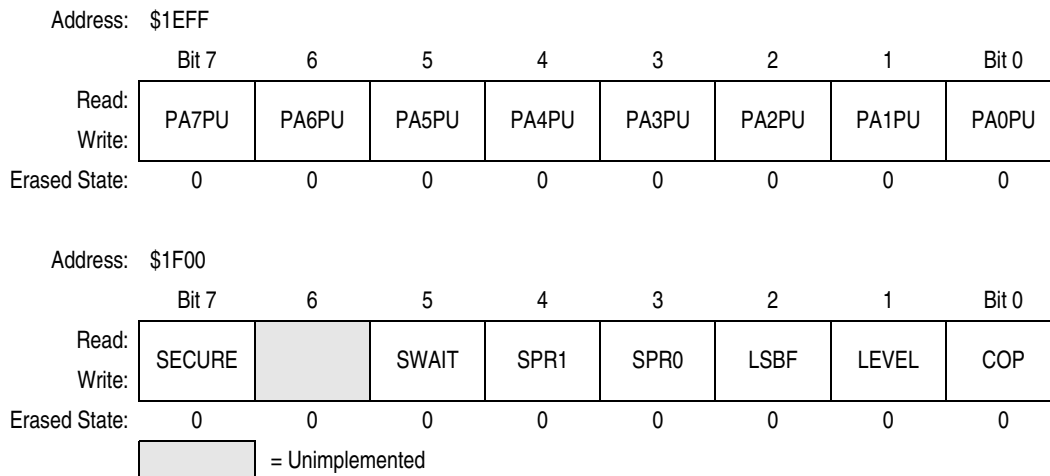 Address: $1EFF
Bit 7 6 5 4 3 2 1 Bit 0
Read:
PA7PU PA6PU PA5PU PA4PU PA3PU PA2PU PA1PU PA0PU
Write:
Erased State: 0 0 0 0 0 0 0 0
Address: $1F00
Bit 7 6 5 4 3 2 1 Bit 0
Read:
SECURE SWAIT SPR1 SPR0 LSBF LEVEL COP
Write:
Erased State: 0 0 0 0 0 0 0 0
= Unimplemented